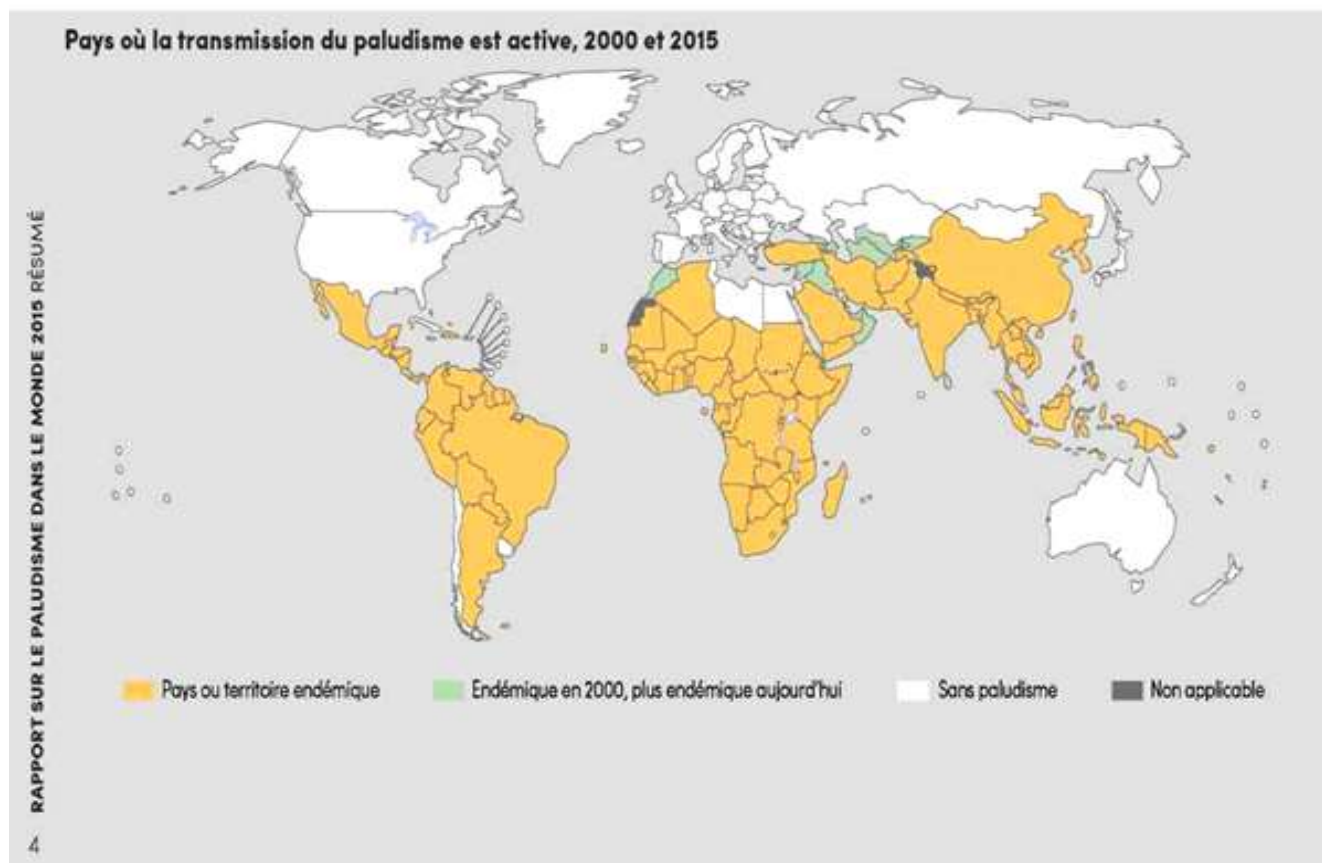 Pays où la transmission du paludisme est active, 2000 et 2015
RAPPORT SUR LE PALUDISME DANS LE MONDE 2015 RÉSUMÉ
Pays ou territoire endémique
Endémique en 2000, plus endémique aujourd'hui
Sans paludisme
Non applicable
4